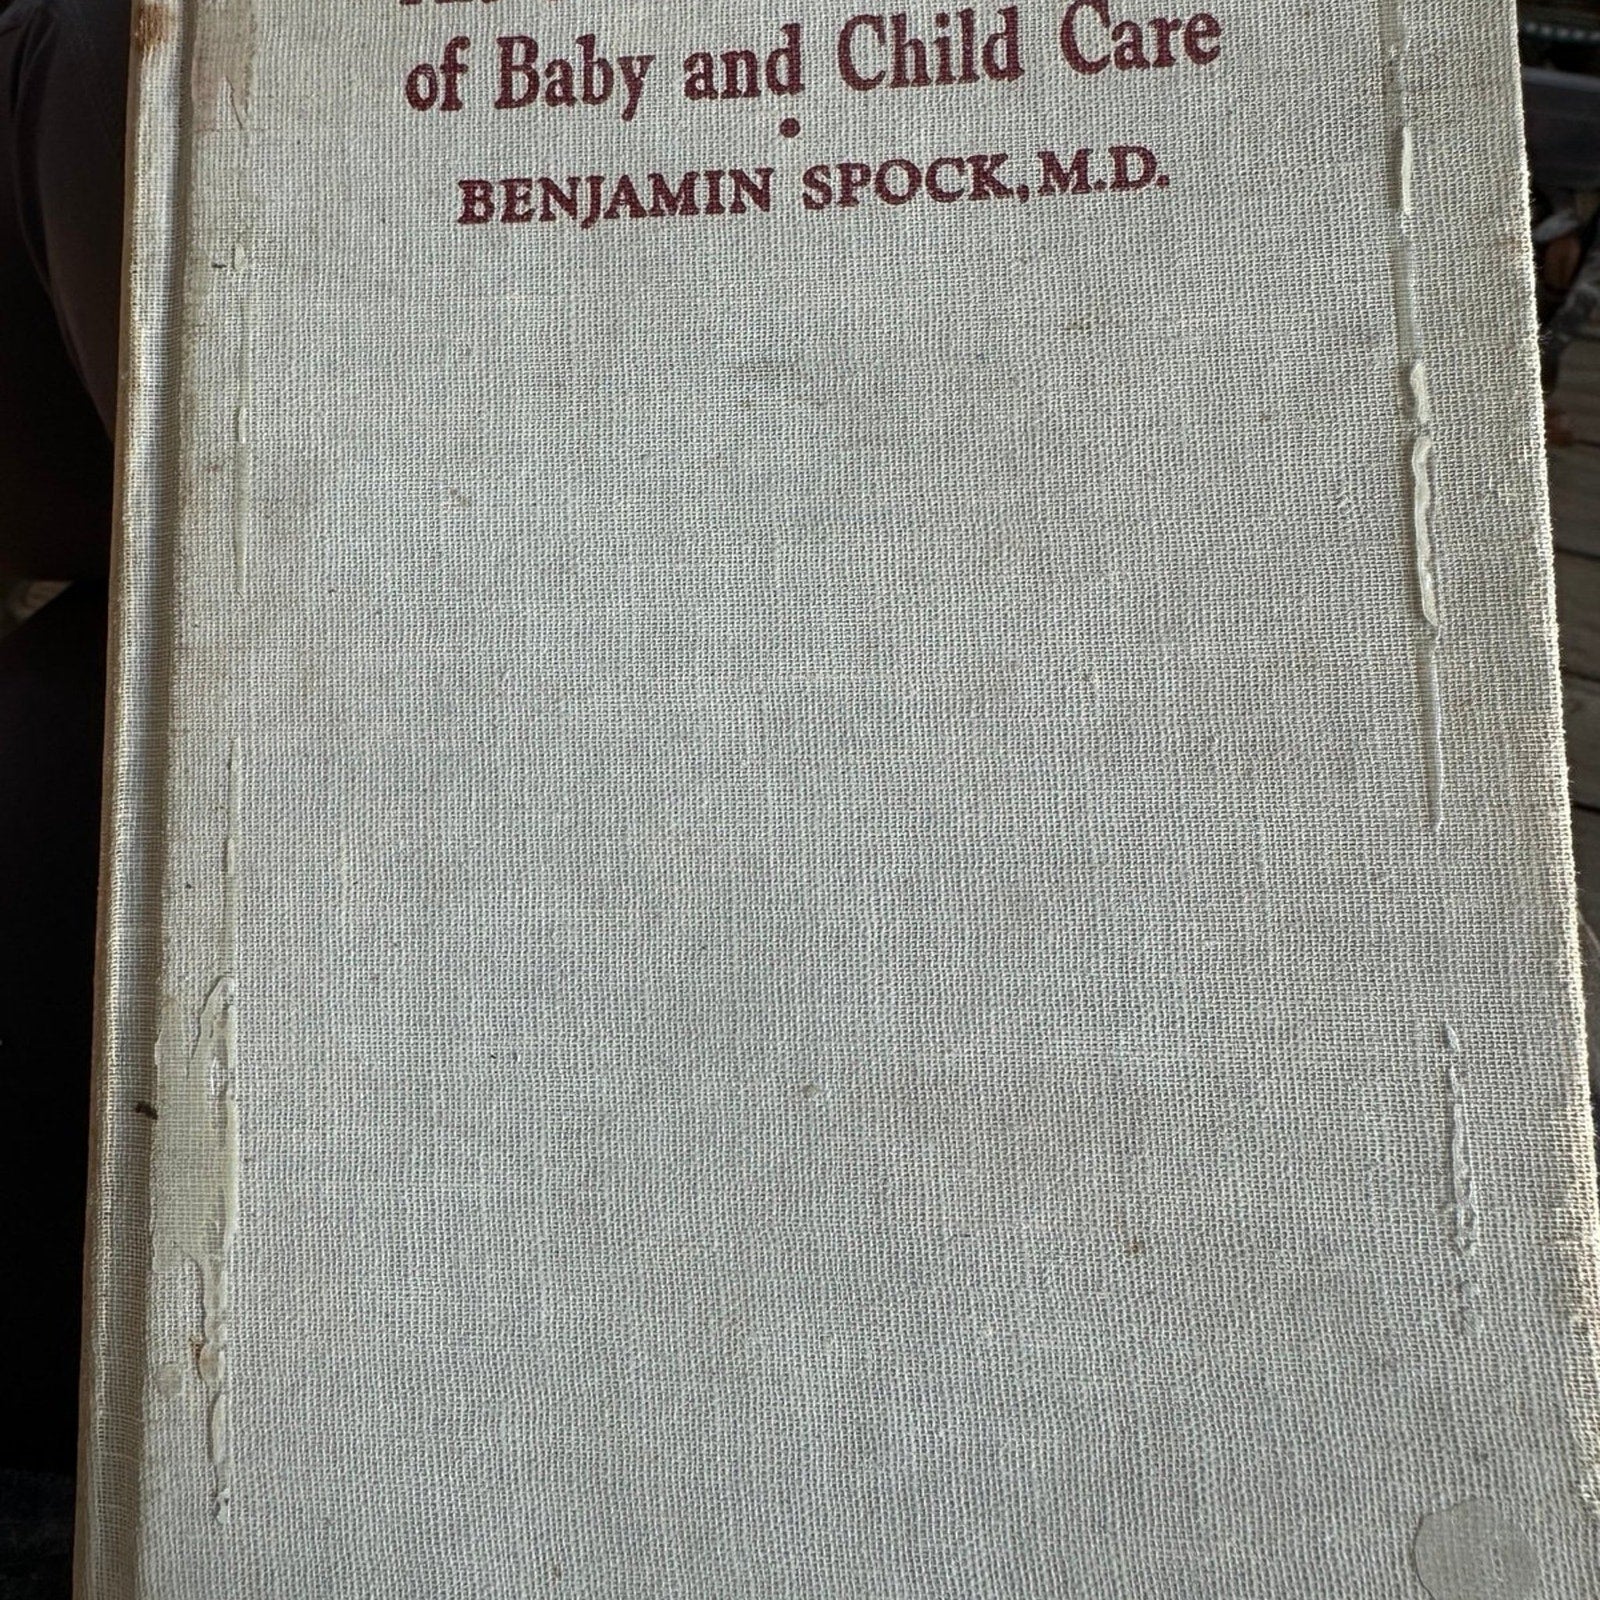 of Baby and Child Care
BENJAMIN SPOCK, M.D.